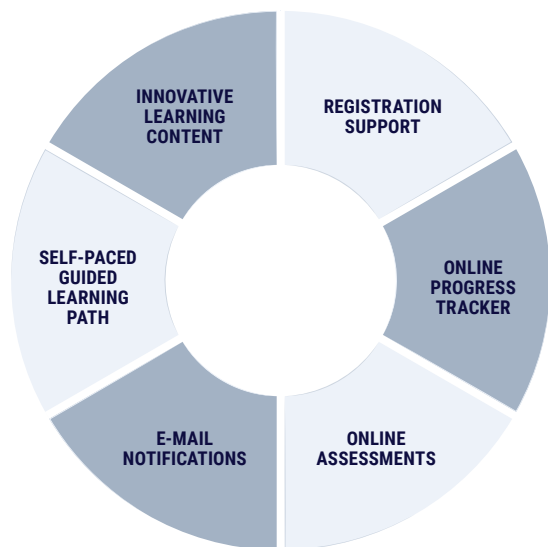 INNOVATIVE
LEARNING
CONTENT
REGISTRATION
SUPPORT
ONLINE
PROGRESS
TRACKER
ONLINE
ASSESSMENTS
E-MAIL
NOTIFICATIONS
SELF-PACED
GUIDED
LEARNING
PATH